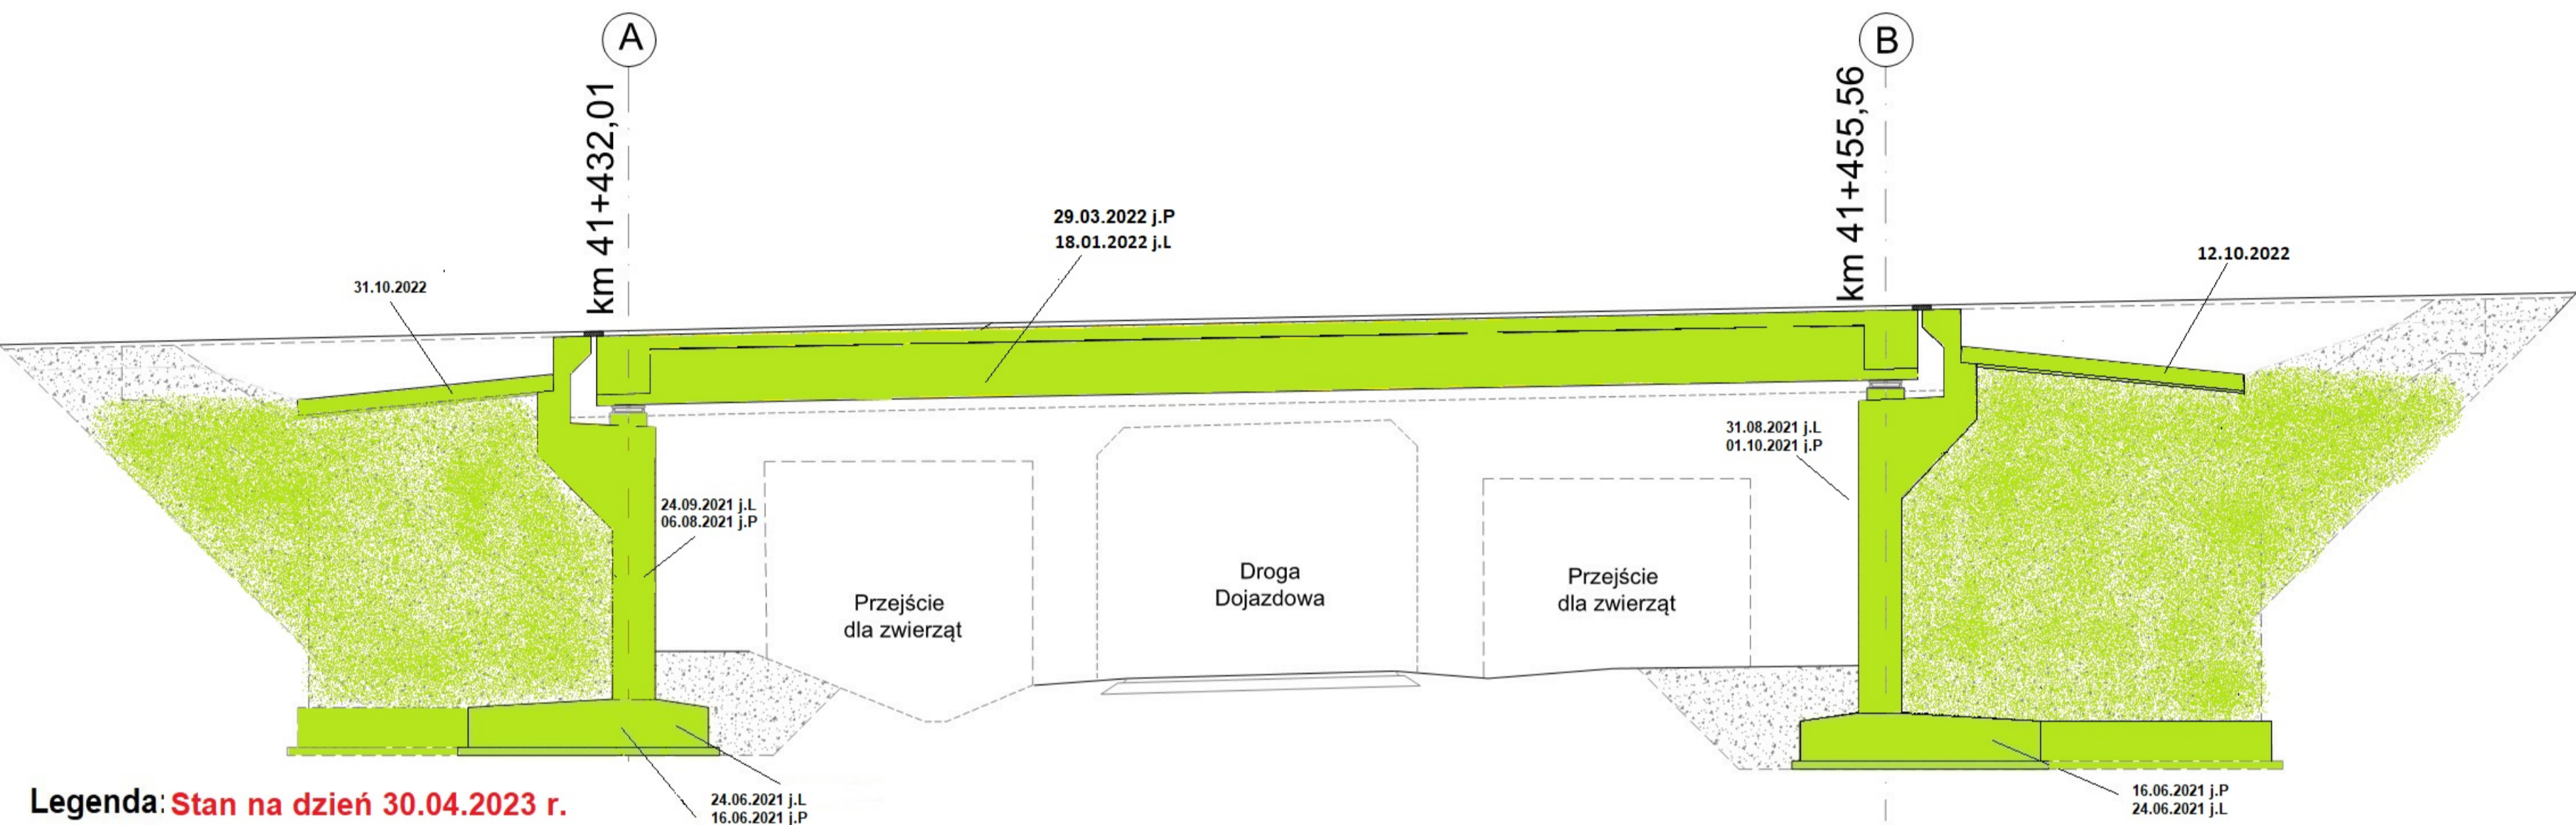 A
B
km 41+432,01
km 41+455,56
29.03.2022 j.P
18.01.2022 j.L
12.10.2022
31.10.2022
31.08.2021 j.L
01.10.2021 j.P
24.09.2021 j.L
06.08.2021 j.P
Przejście
dla zwierząt
Droga
Dojazdowa
Przejście
dla zwierząt
24.06.2021 j.L
16.06.2021 j.P
16.06.2021 j.P
24.06.2021 j.L
Legenda: Stan na dzień 30.04.2023 r.